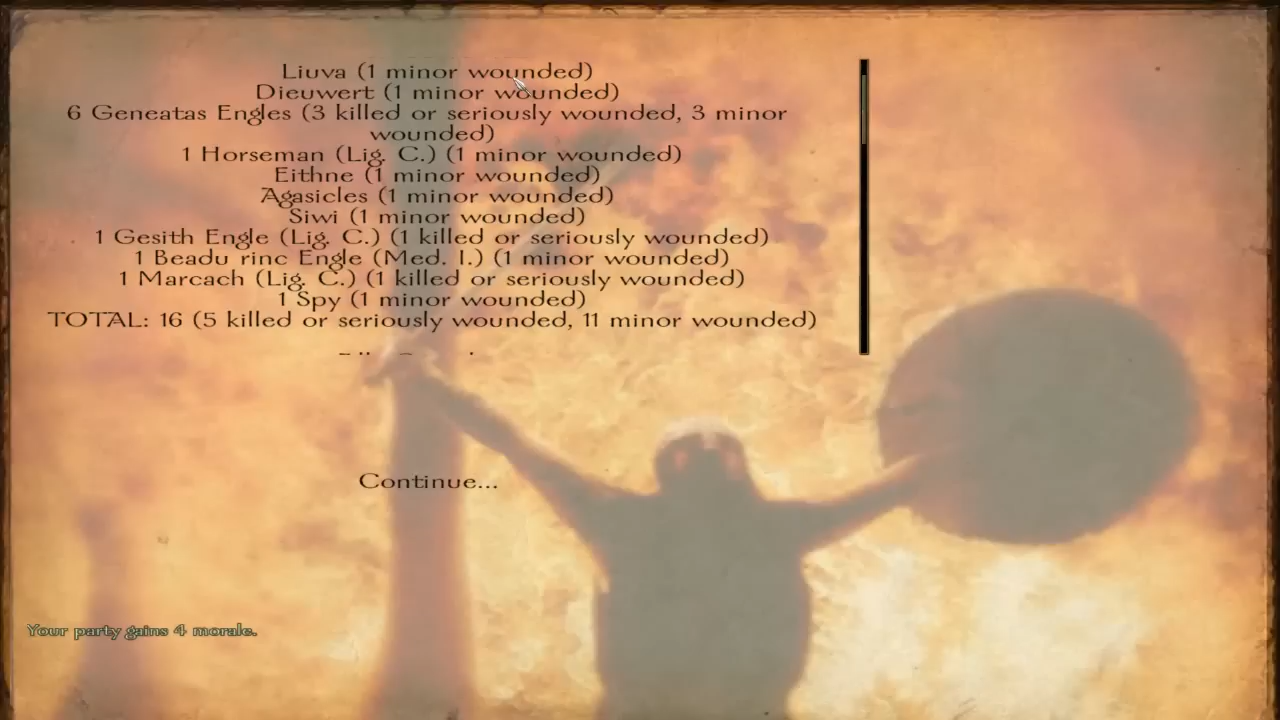 Liuva (1 minor wounded)
Dieuwert (1 minor wounded)
6 Geneatas Engles (3 killed or seriously wounded, 3 minor
wounded)
1 Horseman (Lig. C.) (1 minor wounded)
Eithne (1 minor wounded)
Agasicles (1 minor wounded)
Siwi (1 minor wounded)
1 Gesith Engle (Lig. C.) (1 killed or seriously wounded)
1 Beadu rinc Engle (Med. I.) (1 minor wounded)
1 Marcach (Lig. C.) (1 killed or seriously wounded)
1 Spy (1 minor wounded)
TOTAL: 16 (5 killed or seriously wounded, 11 minor wounded)
Continue...
Your party gains 4 morale.